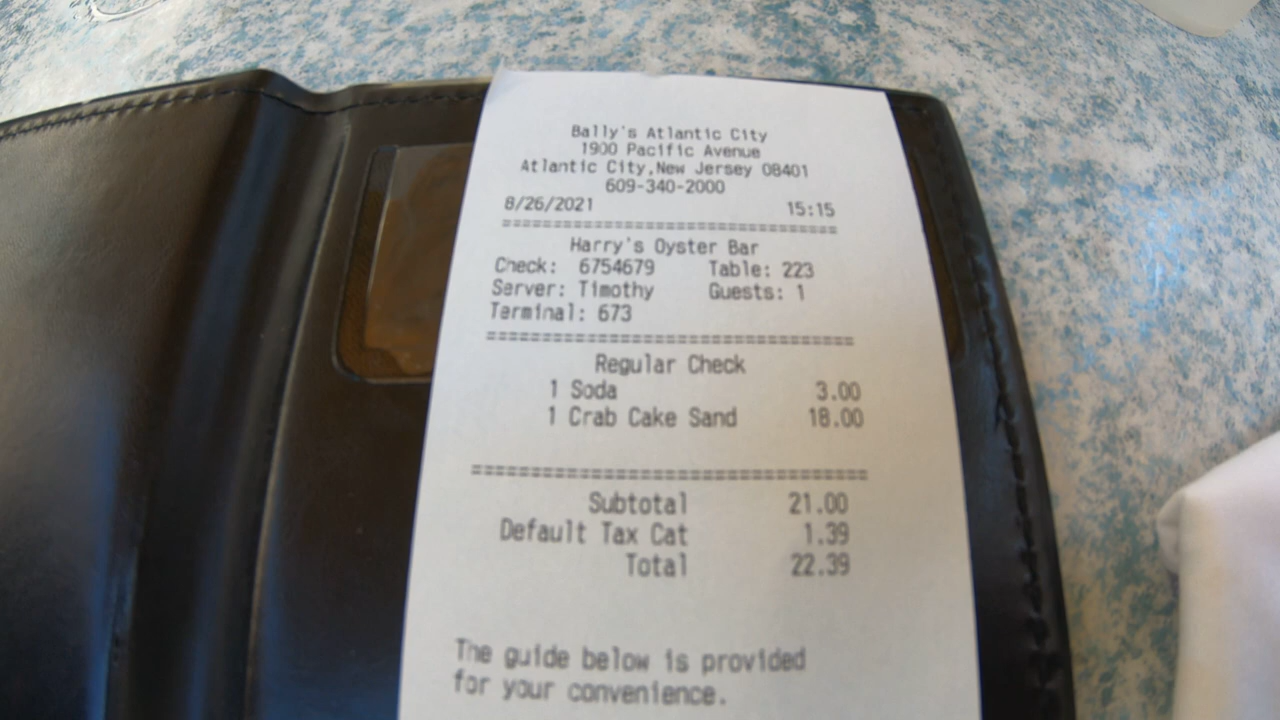 Bally's Atlantic City
1900 Pacific Avenue
Atlantic City,New Jersey 08401
609-340-2000
8/26/2021 15:15
==================================
Harry's Oyster Bar
Check: 6754679 Table: 223
Server: Timothy Guests: 1
Terminal: 673
==================================
Regular Check
1 Soda 3.00
1 Crab Cake Sand 18.00
==================================
Subtotal 21.00
Default Tax Cat 1.39
Total 22.39
The guide below is provided
for your convenience.